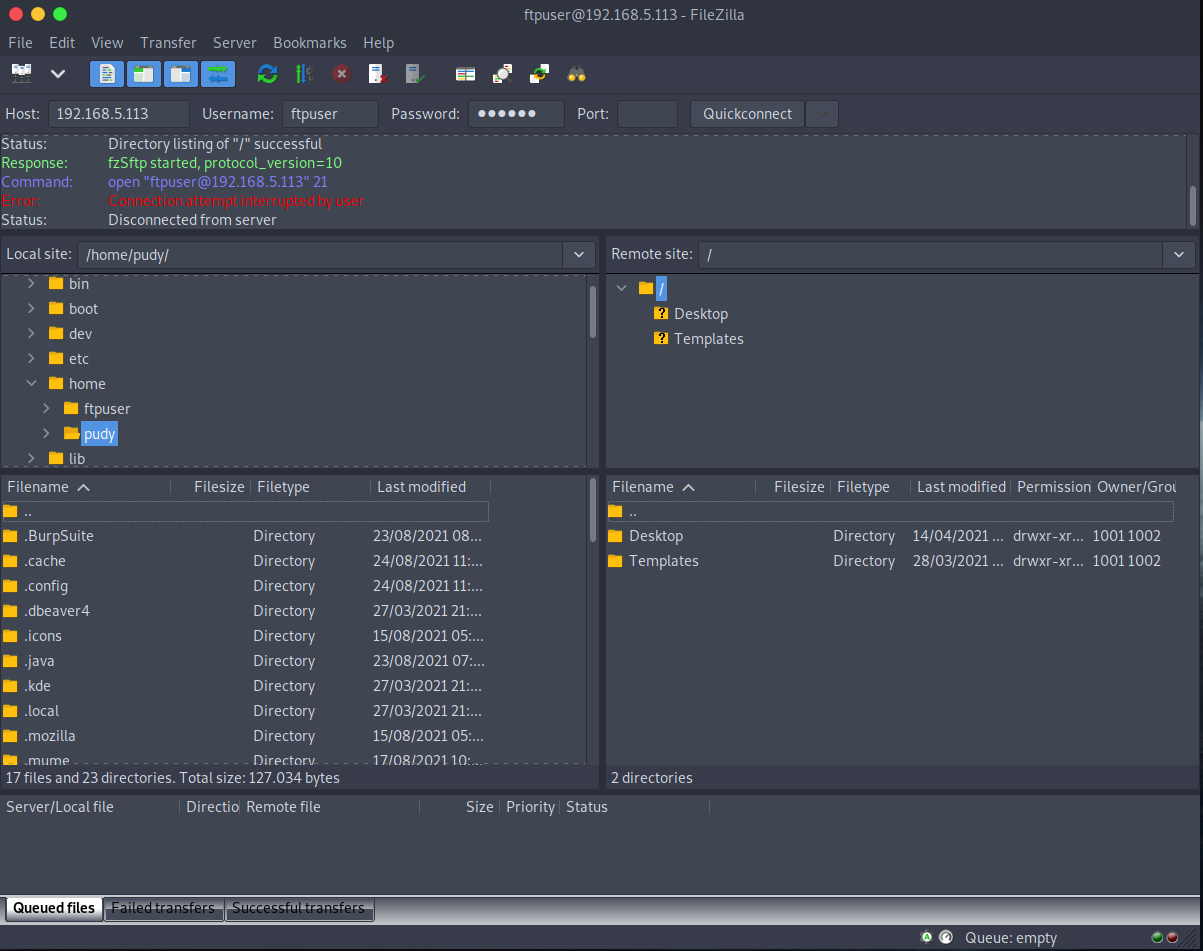 ftpuser@192.168.5.113 - FileZilla
File Edit View Transfer Server Bookmarks Help
Host: 192.168.5.113 Username: ftpuser Password: ●●●●●● Port: Quickconnect
Status: Directory listing of "/" successful
Response: fzSftp started, protocol_version=10
Command: open "ftpuser@192.168.5.113" 21
Error: Connection attempt interrupted by user
Status: Disconnected from server
Local site: /home/pudy/
bin
boot
dev
etc
home
ftpuser
pudy
lib
Remote site: /
/
Desktop
Templates
Filename Filesize Filetype Last modified
..
.BurpSuite Directory 23/08/2021 08...
.cache Directory 24/08/2021 11:...
.config Directory 24/08/2021 11:...
.dbeaver4 Directory 27/03/2021 21:...
.icons Directory 15/08/2021 05:...
.java Directory 23/08/2021 07:...
.kde Directory 27/03/2021 21:...
.local Directory 27/03/2021 21:...
.mozilla Directory 15/08/2021 05:...
.mume Directory 17/08/2021 10:...
17 files and 23 directories. Total size: 127.034 bytes
Filename Filesize Filetype Last modified Permission Owner/Grou
..
Desktop Directory 14/04/2021 ... drwxr-xr... 1001 1002
Templates Directory 28/03/2021 ... drwxr-xr... 1001 1002
2 directories
Server/Local file Directio Remote file Size Priority Status
Queued files Failed transfers Successful transfers
Queue: empty